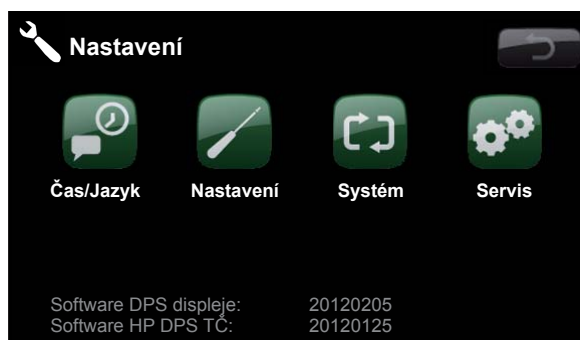 Nastavení
Čas/Jazyk Nastavení Systém Servis
Software DPS displeje: 20120205
Software HP DPS TČ: 20120125